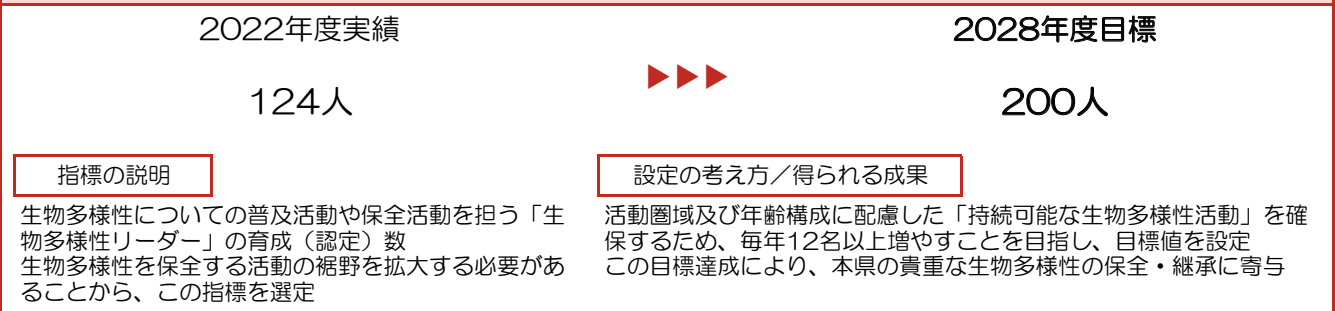 2022年度実績
2028年度目標
124人
▶▶▶
200人
指標の説明
生物多様性についての普及活動や保全活動を担う「生
物多様性リーダー」の育成（認定）数
生物多様性を保全する活動の裾野を拡大する必要があ
ることから、この指標を選定
設定の考え方／得られる成果
活動圏域及び年齢構成に配慮した「持続可能な生物多様性活動」を確
保するため、毎年12名以上増やすことを目指し、目標値を設定
この目標達成により、本県の貴重な生物多様性の保全・継承に寄与